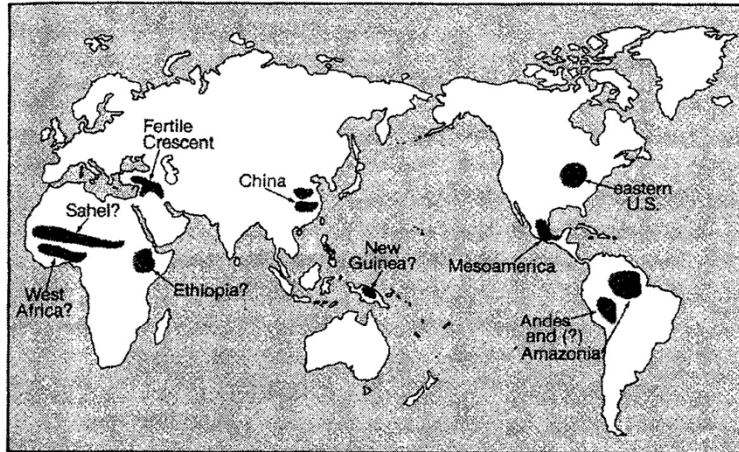 Fertile
Crescent
China
Sahel?
eastern
U.S.
New
Guinea?
Mesoamerica
West
Africa?
Ethiopia?
Andes
and (?)
Amazonia